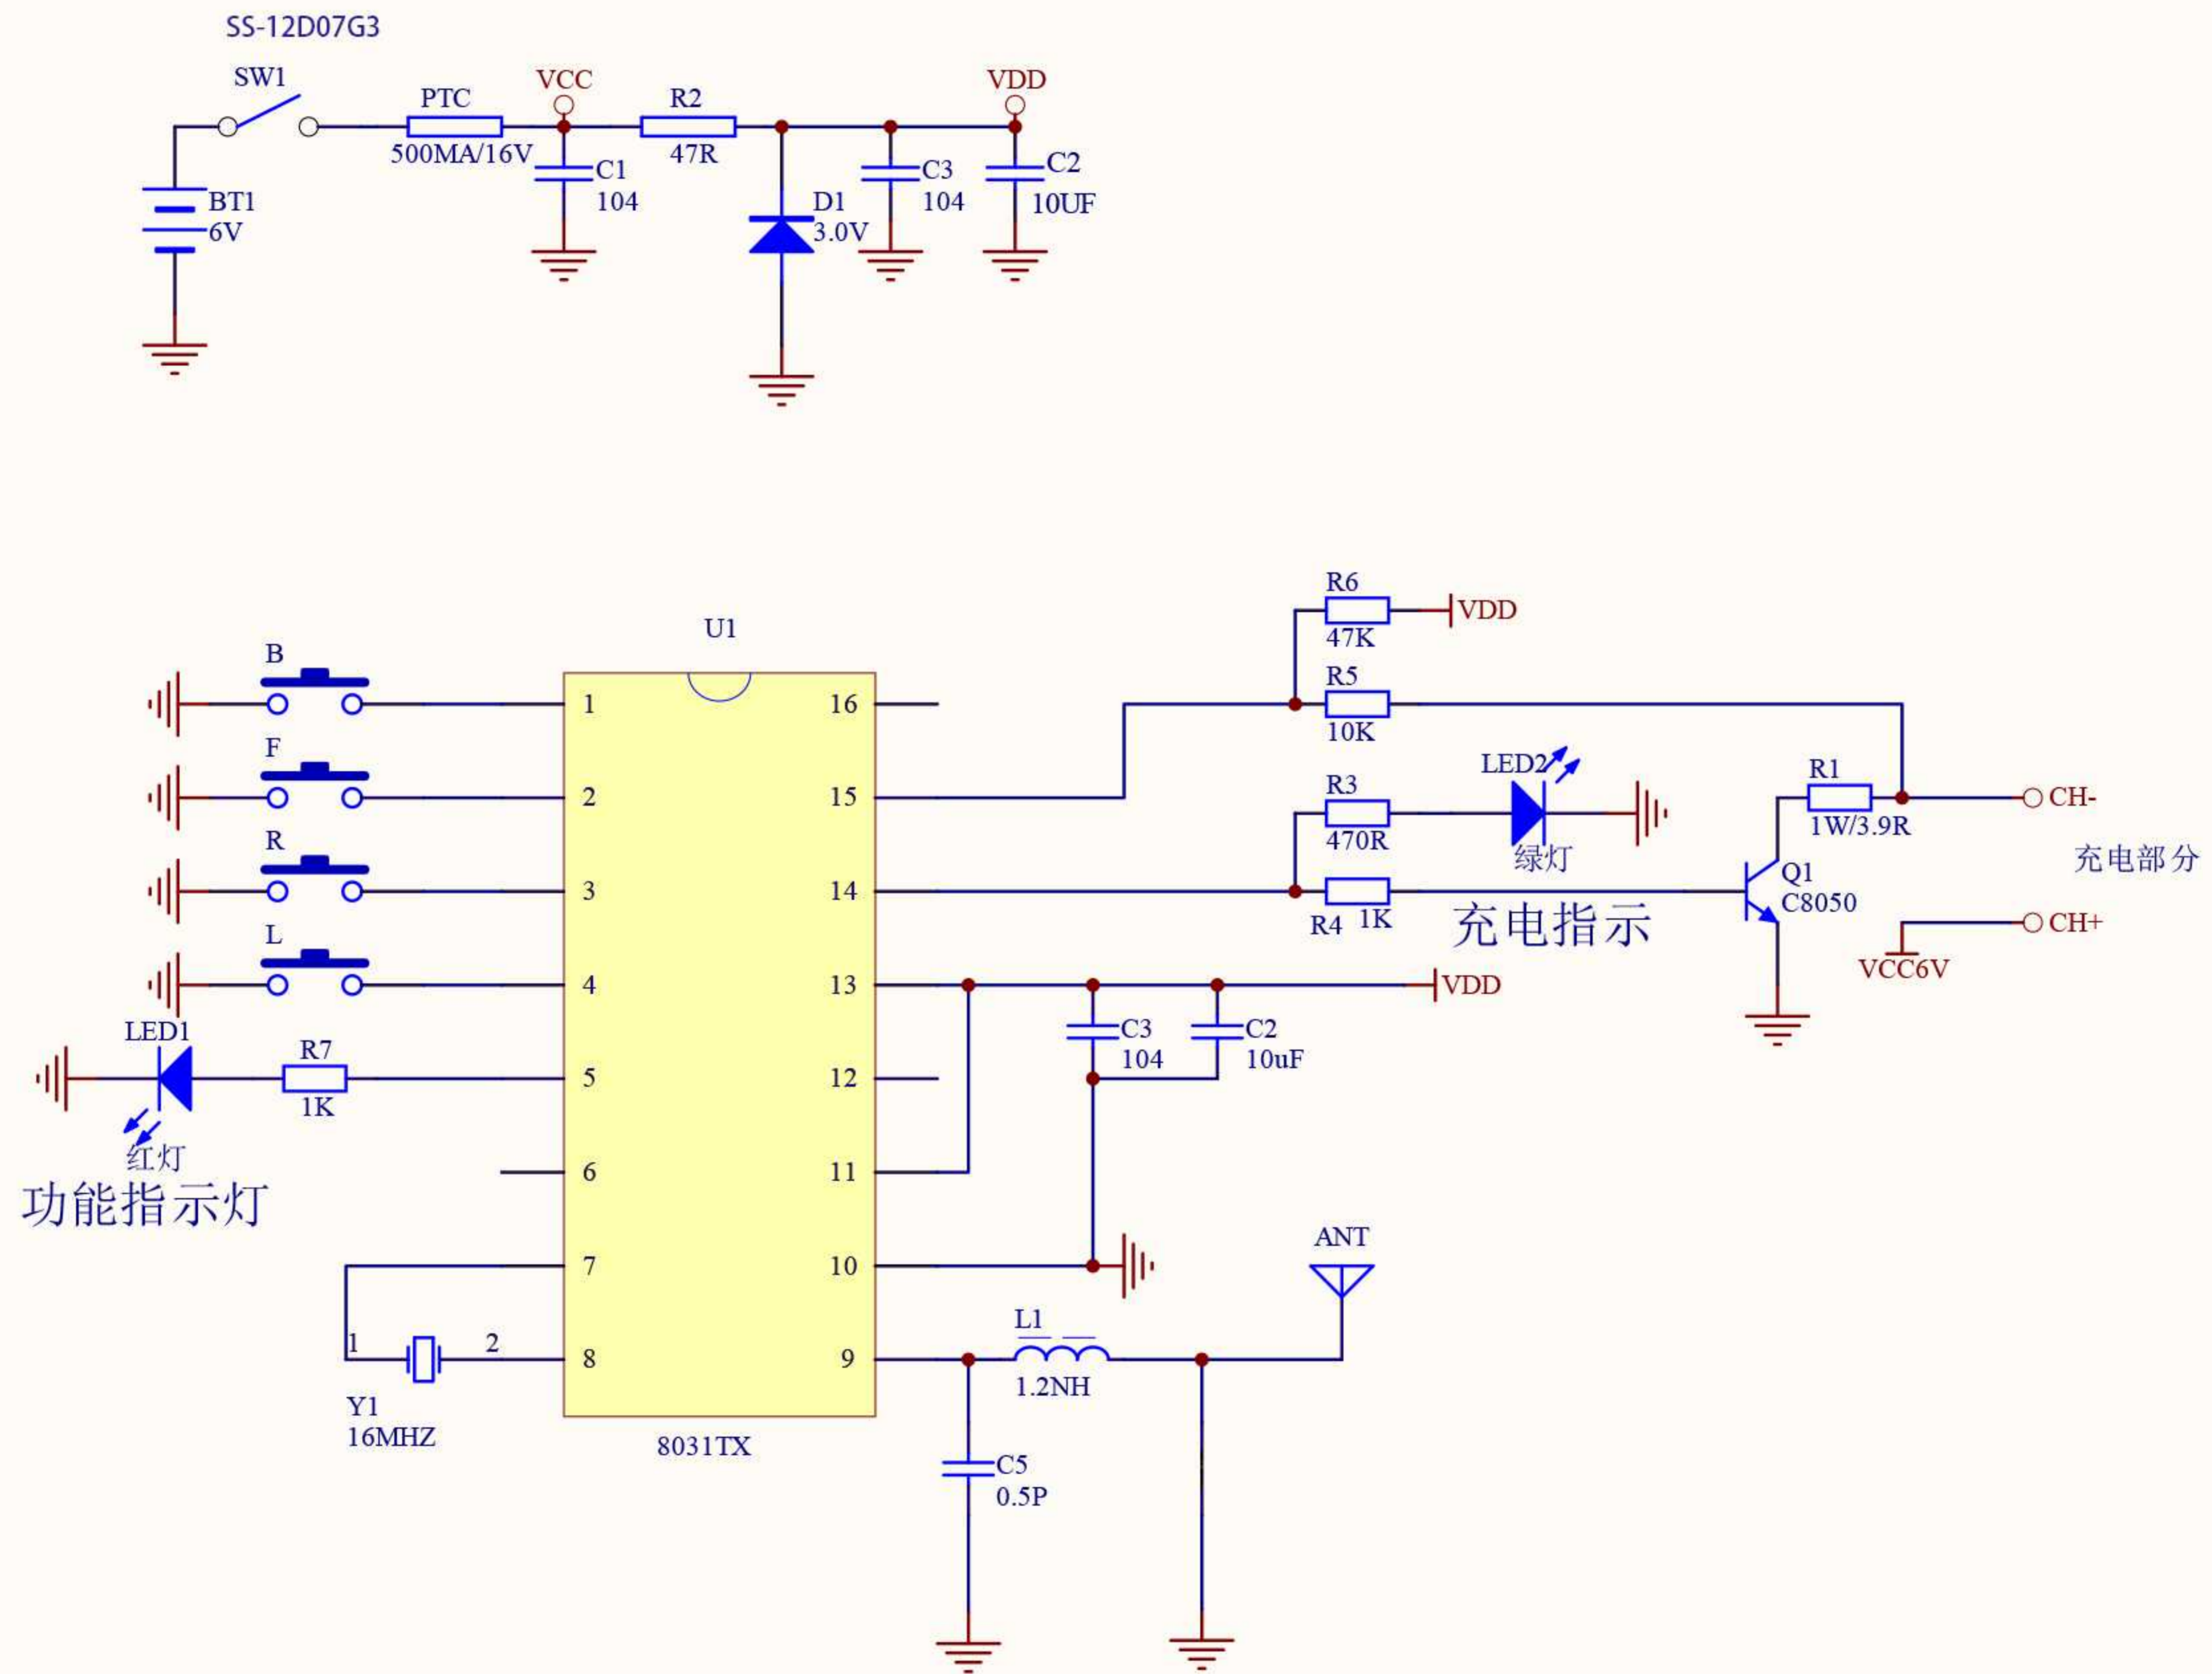 SS-12D07G3
SW1
PTC
500MA/16V
VCC
R2
47R
VDD
C1
104
C3
104
C2
10UF
BT1
6V
D1
3.0V
U1
R6
47K
VDD
B
1
16
R5
10K
F
2
15
LED2
R3
470R
绿灯
R1
1W/3.9R
CH-
充电部分
R
3
14
R4
1K
充电指示
Q1
C8050
CH+
VCC6V
L
4
13
VDD
C3
104
C2
10uF
LED1
R7
1K
5
12
红灯
功能指示灯
6
11
7
10
ANT
1
2
8
9
L1
1.2NH
Y1
16MHZ
8031TX
C5
0.5P